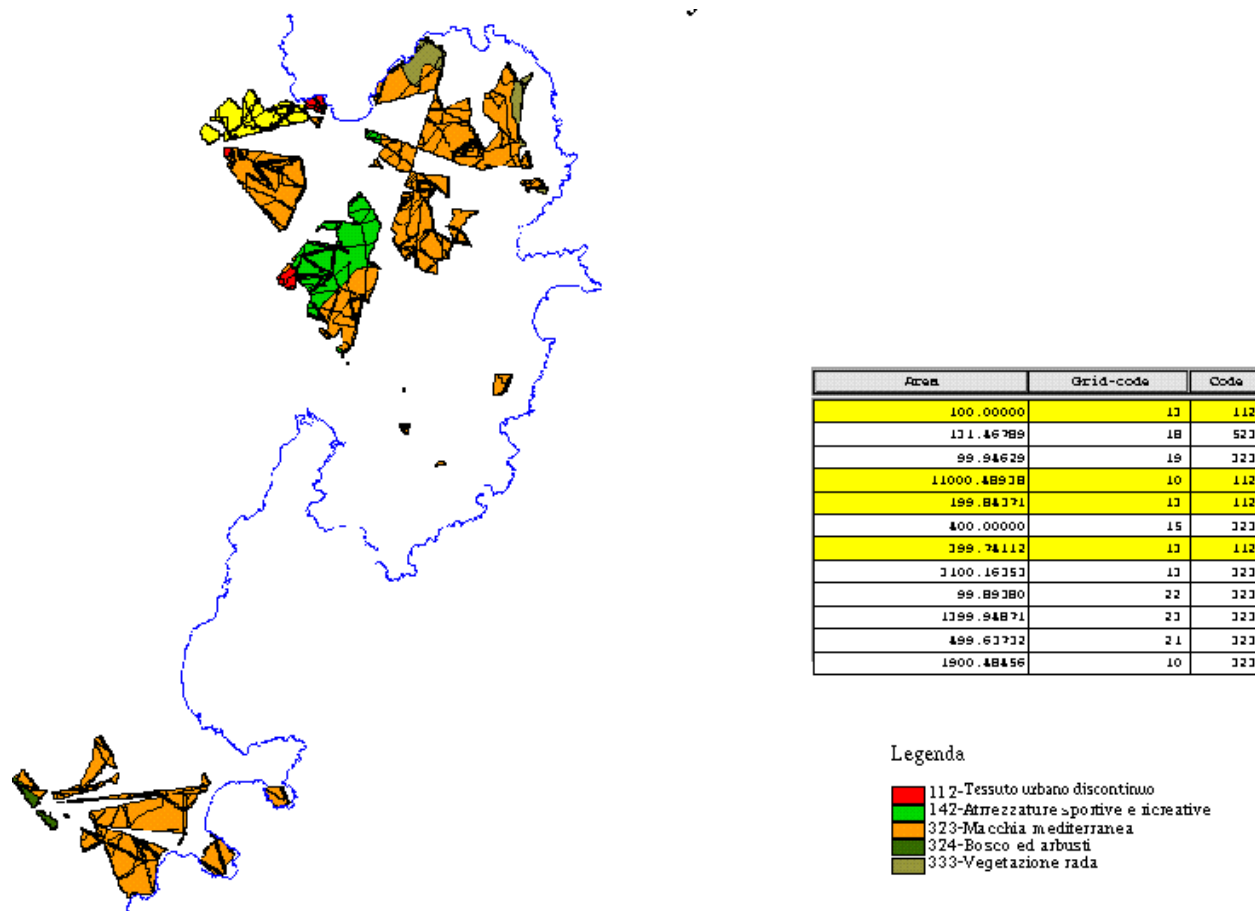 Area Grid-code Code
100.00000 13 112
131.46789 18 523
99.94629 19 323
11000.48938 10 112
199.84371 13 112
400.00000 15 323
399.74112 13 112
3100.16353 13 323
99.89380 22 323
1399.94871 23 323
499.63732 21 323
1900.48456 10 323
Legenda
112-Tessuto urbano discontinuo
142-Attrezzature sportive e ricreative
323-Macchia mediterranea
324-Bosco ed arbusti
333-Vegetazione rada